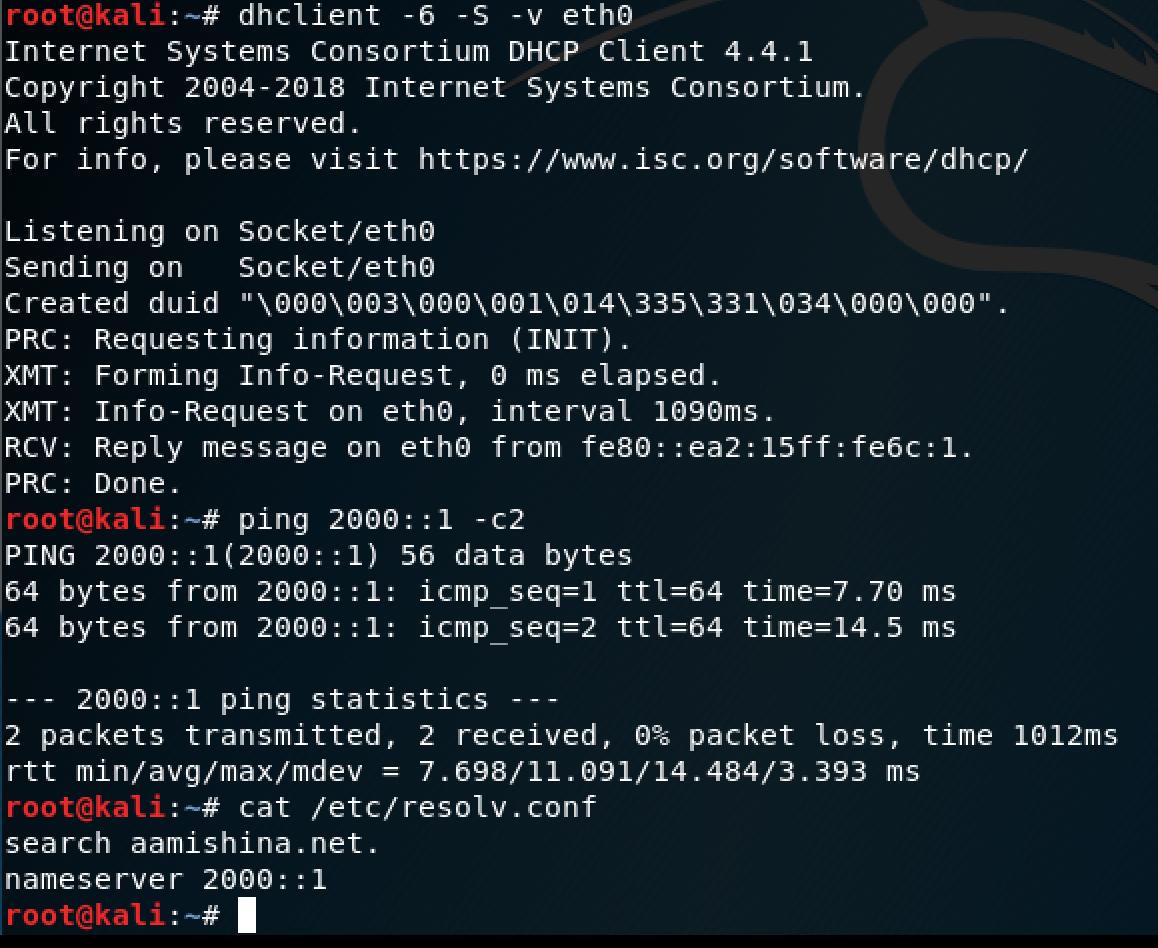 root@kali:~# dhclient -6 -S -v eth0
Internet Systems Consortium DHCP Client 4.4.1
Copyright 2004-2018 Internet Systems Consortium.
All rights reserved.
For info, please visit https://www.isc.org/software/dhcp/
Listening on Socket/eth0
Sending on   Socket/eth0
Created duid "\000\003\000\001\014\335\331\034\000\000".
PRC: Requesting information (INIT).
XMT: Forming Info-Request, 0 ms elapsed.
XMT: Info-Request on eth0, interval 1090ms.
RCV: Reply message on eth0 from fe80::ea2:15ff:fe6c:1.
PRC: Done.
root@kali:~# ping 2000::1 -c2
PING 2000::1(2000::1) 56 data bytes
64 bytes from 2000::1: icmp_seq=1 ttl=64 time=7.70 ms
64 bytes from 2000::1: icmp_seq=2 ttl=64 time=14.5 ms
--- 2000::1 ping statistics ---
2 packets transmitted, 2 received, 0% packet loss, time 1012ms
rtt min/avg/max/mdev = 7.698/11.091/14.484/3.393 ms
root@kali:~# cat /etc/resolv.conf
search aamishina.net.
nameserver 2000::1
root@kali:~#